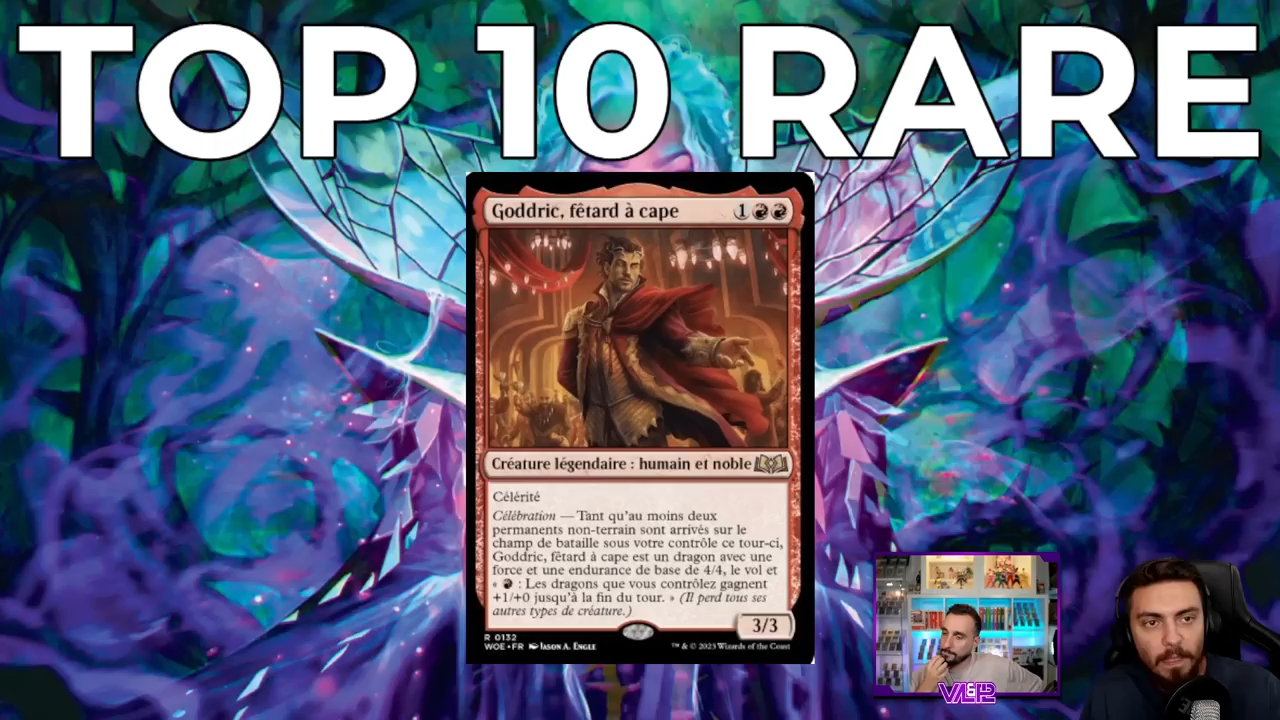 TOP 10 RARE
Goddric, fêtard à cape 1
Créature légendaire : humain et noble
Célérité
Célébration — Tant qu'au moins deux
permanents non-terrain sont arrivés sur le
champ de bataille sous votre contrôle ce tour-ci,
Goddric, fêtard à cape est un dragon avec une
force et une endurance de base de 4/4, le vol et
« : Les dragons que vous contrôlez gagnent
+1/+0 jusqu'à la fin du tour. » (Il perd tous ses
autres types de créature.)
3/3
R 0132
WOE • FR JASON A. ENGLE ™ & © 2023 Wizards of the Coast